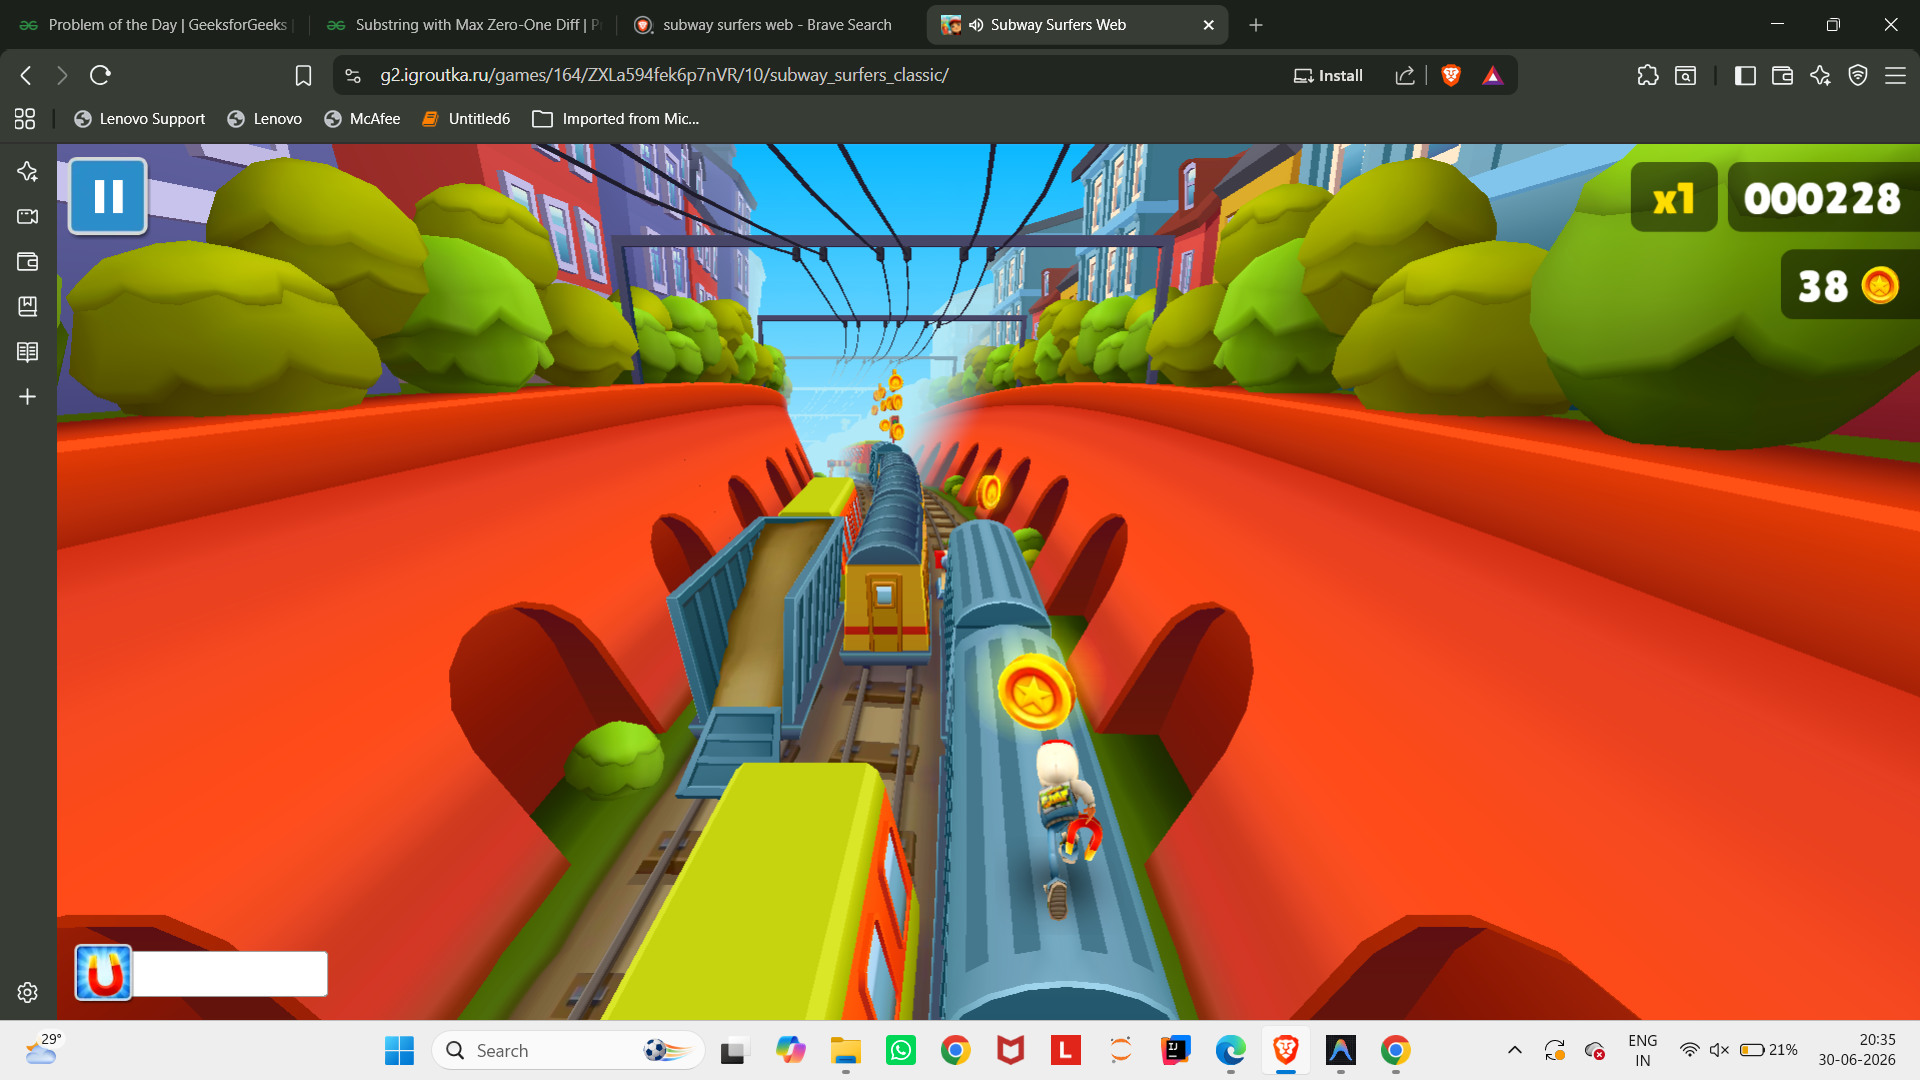 Problem of the Day | GeeksforGeeks
Substring with Max Zero-One Diff | P
subway surfers web - Brave Search
Subway Surfers Web
g2.igroutka.ru/games/164/ZXLa594fek6p7nVR/10/subway_surfers_classic/
Install
Lenovo Support
Lenovo
McAfee
Untitled6
Imported from Mic...
x1
000228
38
29°
Search
L
IJ
ENG
IN
21%
20:35
30-06-2026